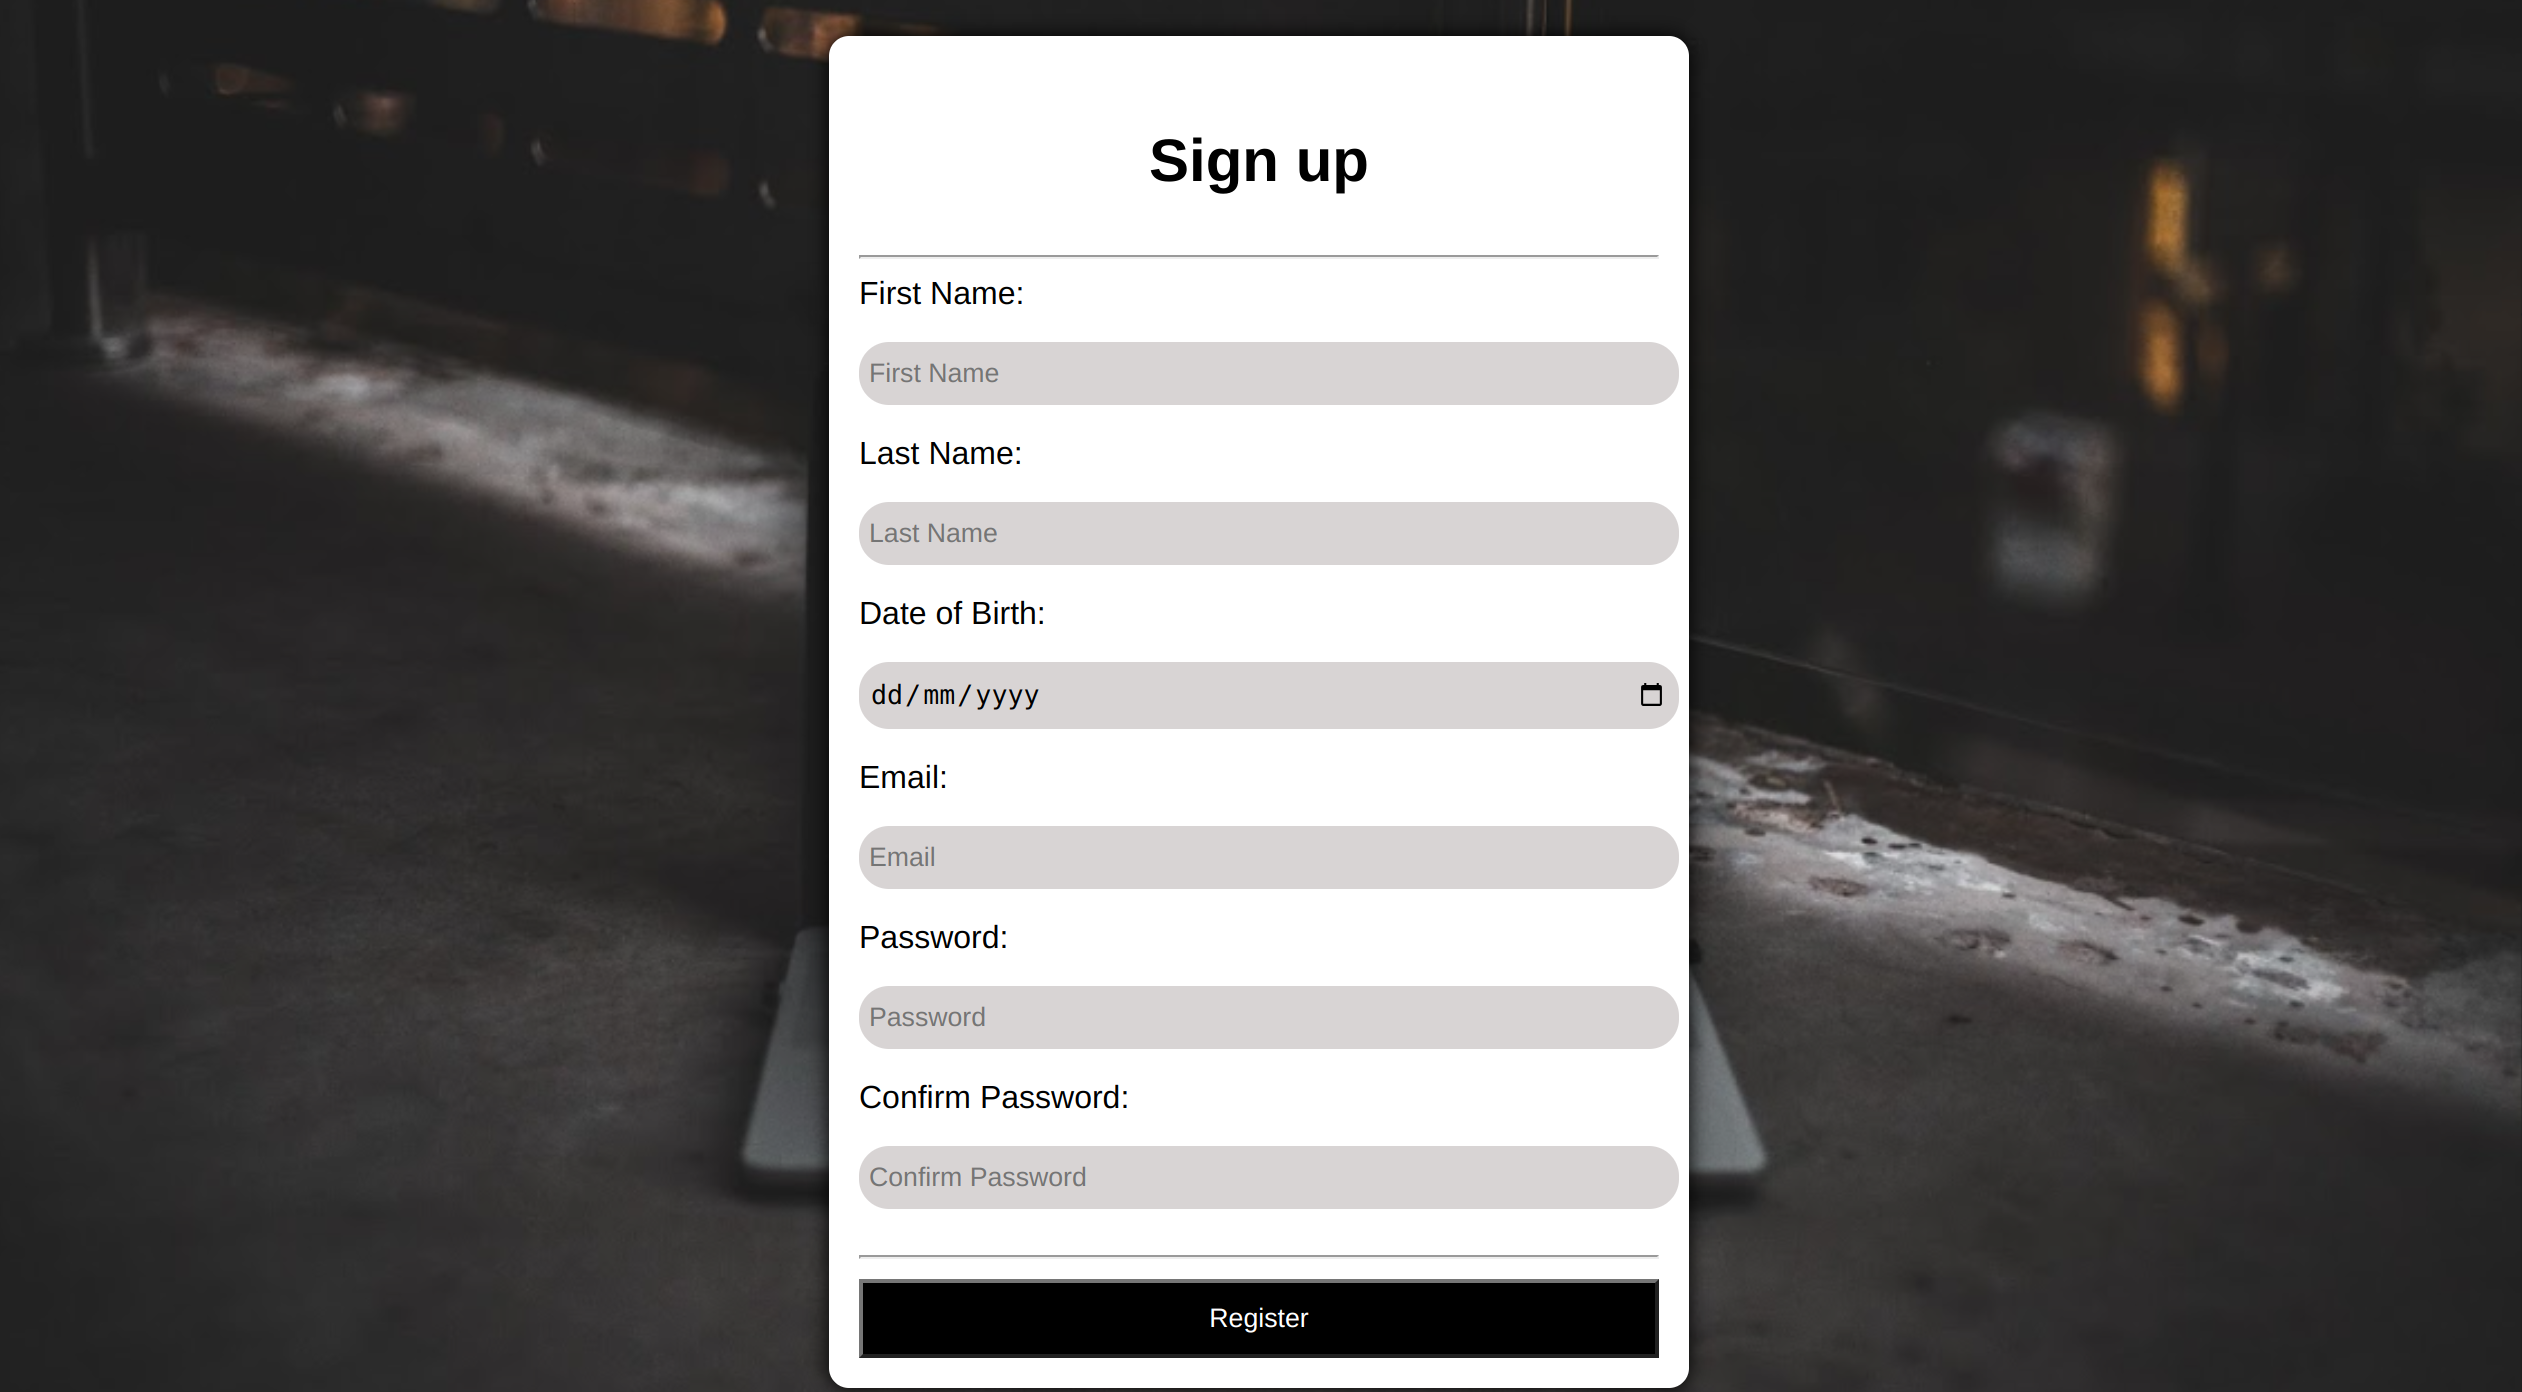 Sign up
First Name:
First Name
Last Name:
Last Name
Date of Birth:
dd/mm/yyyy
Email:
Email
Password:
Password
Confirm Password:
Confirm Password
Register